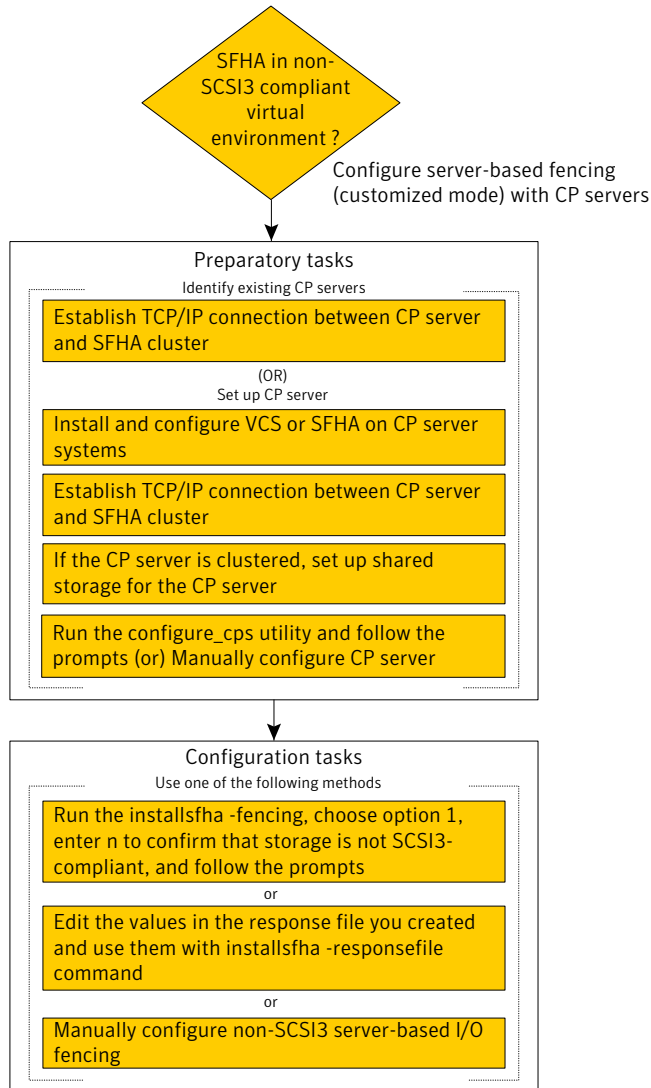 SFHA in non-
SCSI3 compliant
virtual
environment ?
Configure server-based fencing
(customized mode) with CP servers
Preparatory tasks
Identify existing CP servers
Establish TCP/IP connection between CP server
and SFHA cluster
(OR)
Set up CP server
Install and configure VCS or SFHA on CP server
systems
Establish TCP/IP connection between CP server
and SFHA cluster
If the CP server is clustered, set up shared
storage for the CP server
Run the configure_cps utility and follow the
prompts (or) Manually configure CP server
Configuration tasks
Use one of the following methods
Run the installsfha -fencing, choose option 1,
enter n to confirm that storage is not SCSI3-
compliant, and follow the prompts
or
Edit the values in the response file you created
and use them with installsfha -responsefile
command
or
Manually configure non-SCSI3 server-based I/O
fencing